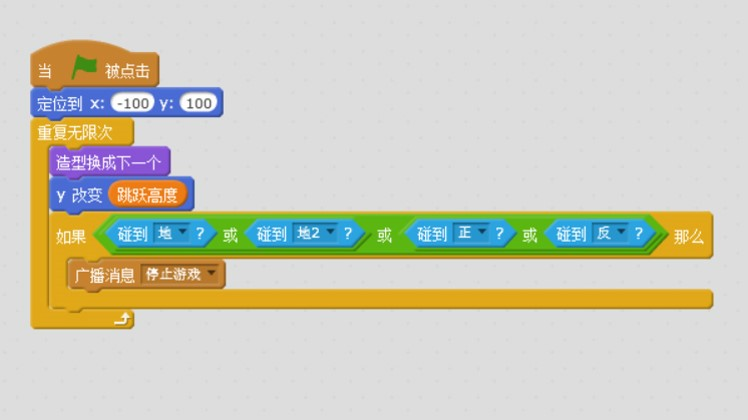 当 被点击
定位到 x: -100 y: 100
重复无限次
造型换成下一个
y 改变 跳跃高度
如果 碰到 地 ? 或 碰到 地2 ? 或 碰到 正 ? 或 碰到 反 ? 那么
广播消息 停止游戏